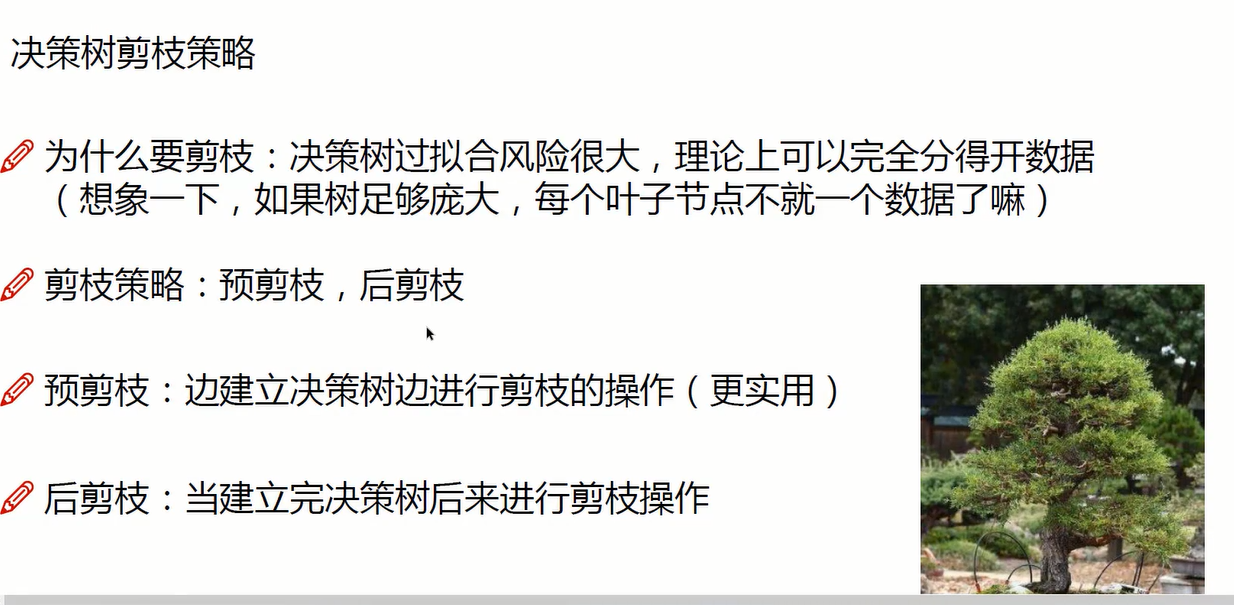 决策树剪枝策略
为什么要剪枝：决策树过拟合风险很大，理论上可以完全分得开数据
（想象一下，如果树足够庞大，每个叶子节点不就一个数据了嘛）
剪枝策略：预剪枝，后剪枝
预剪枝：边建立决策树边进行剪枝的操作（更实用）
后剪枝：当建立完决策树后来进行剪枝操作